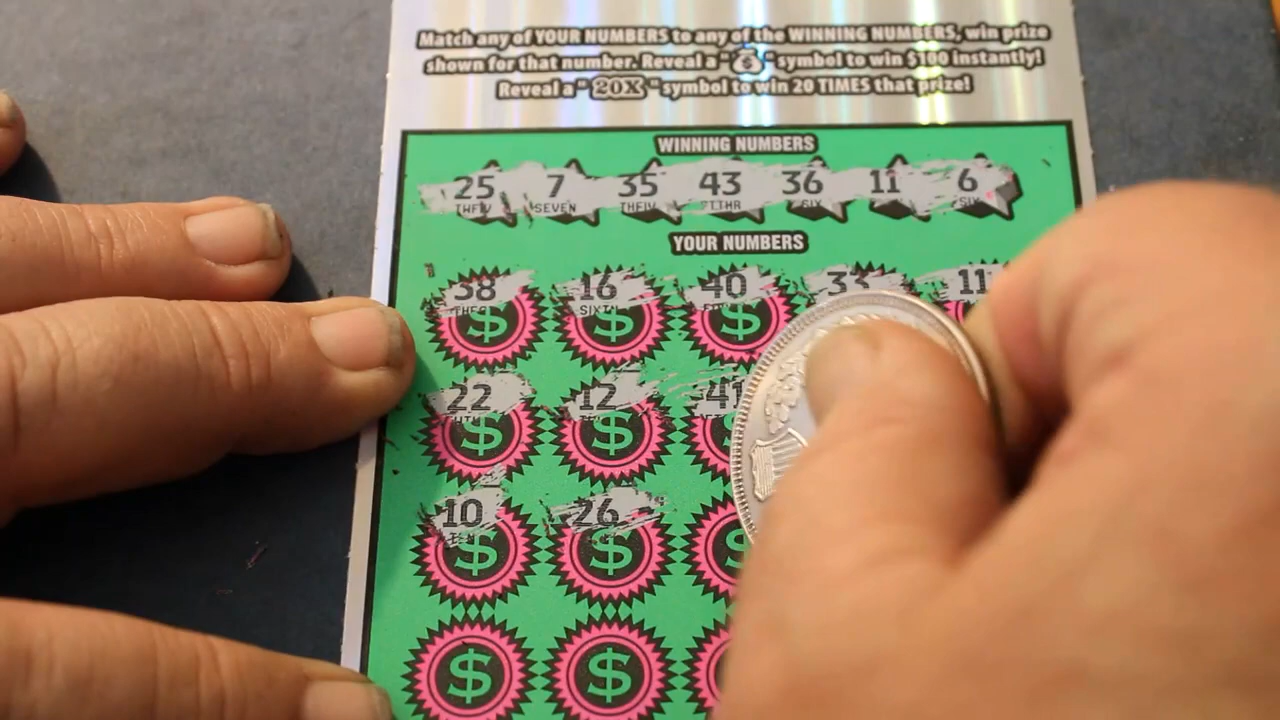 Match any of YOUR NUMBERS to any of the WINNING NUMBERS, win prize
shown for that number. Reveal a " $ " symbol to win $100 instantly!
Reveal a " 20X " symbol to win 20 TIMES that prize!
WINNING NUMBERS
25 7 35 43 36 11 6
THFIV SEVEN THFIV SIX SIX
YOUR NUMBERS
38 16 40 33 11
$ $ $
22 12 41
$ $ $
10 26
$ $ $
$ $